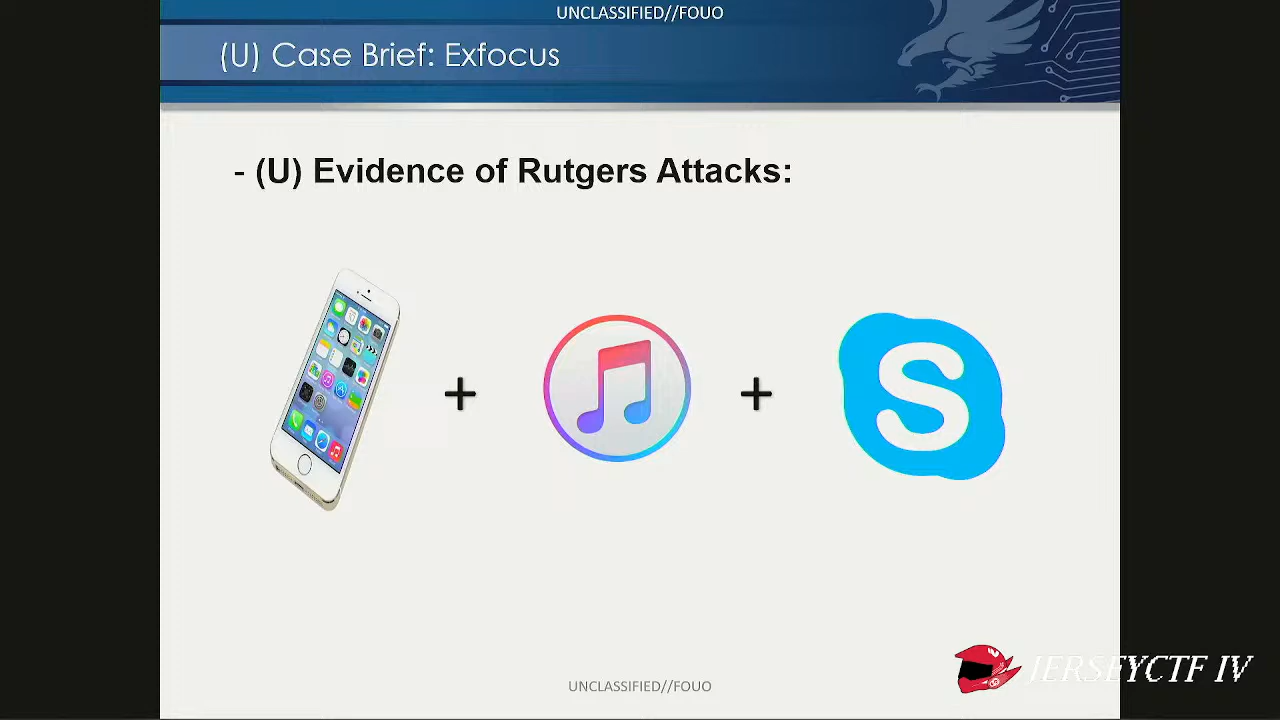 UNCLASSIFIED//FOUO
(U) Case Brief: Exfocus
- (U) Evidence of Rutgers Attacks:
+ + S
JERSEYCTF IV
UNCLASSIFIED//FOUO